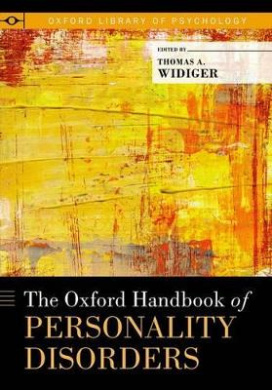 OXFORD LIBRARY OF PSYCHOLOGY
EDITED BY
THOMAS A.
WIDIGER
The Oxford Handbook of
PERSONALITY
DISORDERS